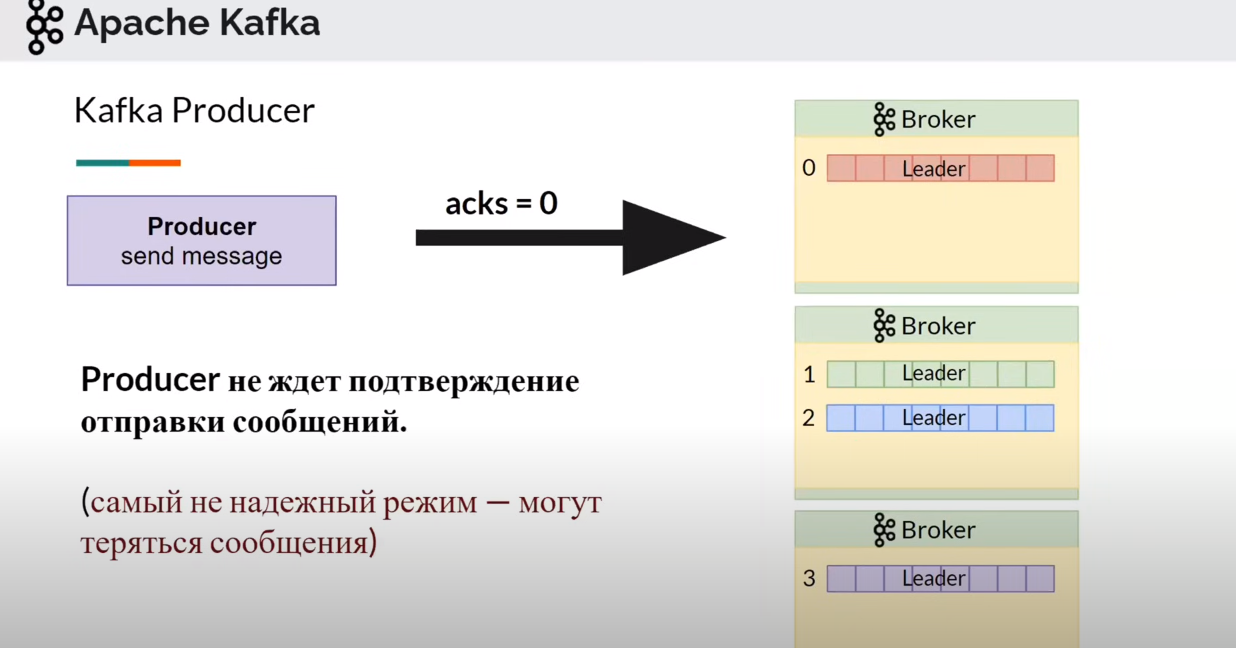 Apache Kafka
Kafka Producer
Producer
send message
acks = 0
Producer не ждет подтверждение
отправки сообщений.
(самый не надежный режим — могут
теряться сообщения)
Broker
0 Leader
Broker
1 Leader
2 Leader
Broker
3 Leader